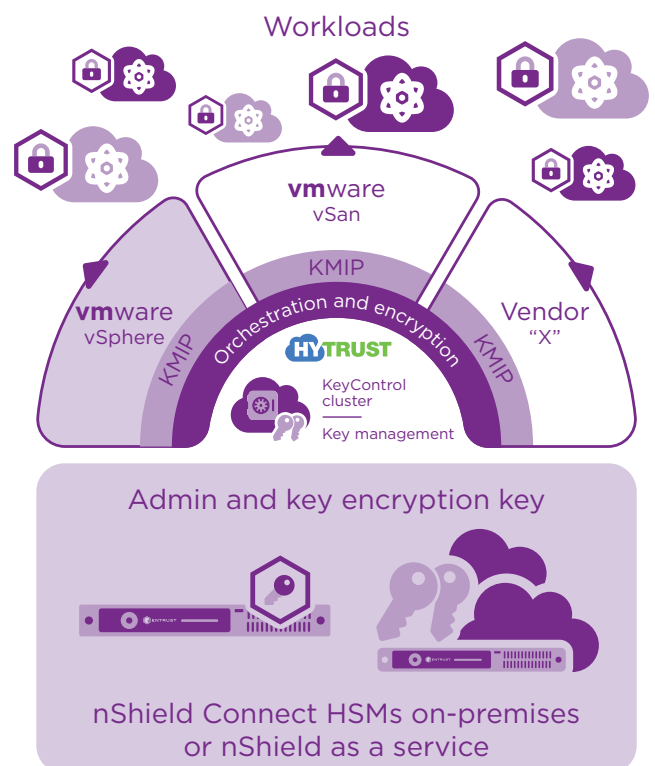 Workloads
vmware
vSan
KMIP
vmware
vSphere
KMIP
Vendor
“X”
KMIP
Orchestration and encryption
HYTRUST
KeyControl
cluster
Key management
Admin and key encryption key
ENTRUST
ENTRUST
nShield Connect HSMs on-premises
or nShield as a service